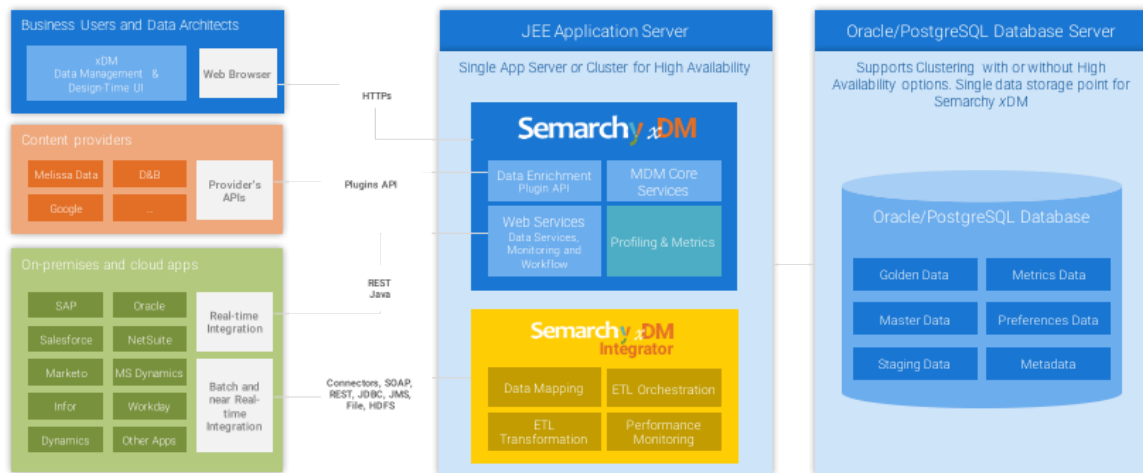 Business Users and Data Architects
xDM
Data Management &
Design-Time UI
Web Browser
Content providers
Melissa Data
D&B
Google
...
Provider's
APIs
On-premises and cloud apps
SAP
Oracle
Salesforce
NetSuite
Marketo
MS Dynamics
Infor
Workday
Dynamics
Other Apps
Real-time
Integration
Batch and
near Real-
time
Integration
HTTPs
Plugins API
REST
Java
Connectors, SOAP,
REST, JDBC, JMS,
File, HDFS
JEE Application Server
Single App Server or Cluster for High Availability
Semarchy xDM
Data Enrichment
Plugin API
MDM Core
Services
Web Services
Data Services,
Monitoring and
Workflow
Profiling & Metrics
Semarchy xDM
Integrator
Data Mapping
ETL Orchestration
ETL
Transformation
Performance
Monitoring
Oracle/PostgreSQL Database Server
Supports Clustering with or without High
Availability options. Single data storage point for
Semarchy xDM
Oracle/PostgreSQL Database
Golden Data
Metrics Data
Master Data
Preferences Data
Staging Data
Metadata